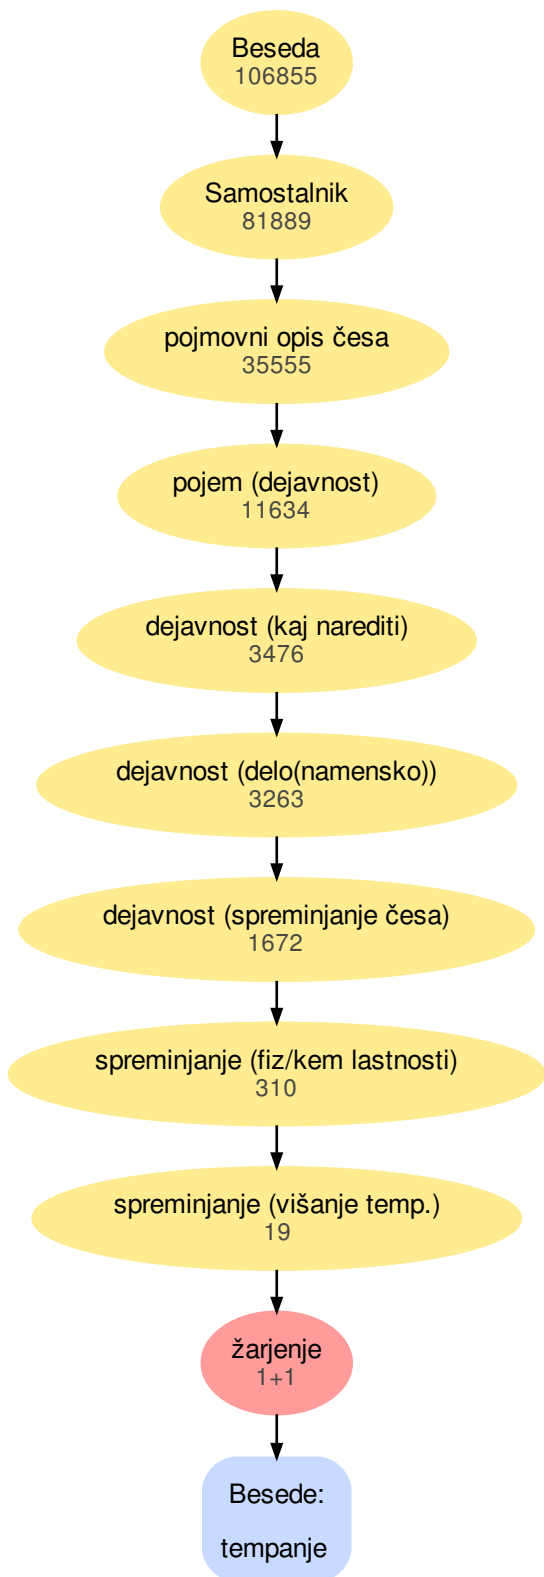 Beseda
106855
Samostalnik
81889
pojmovni opis česa
35555
pojem (dejavnost)
11634
dejavnost (kaj narediti)
3476
dejavnost (delo(namensko))
3263
dejavnost (spreminjanje česa)
1672
spreminjanje (fiz/kem lastnosti)
310
spreminjanje (višanje temp.)
19
žarjenje
1+1
Besede:
tempanje